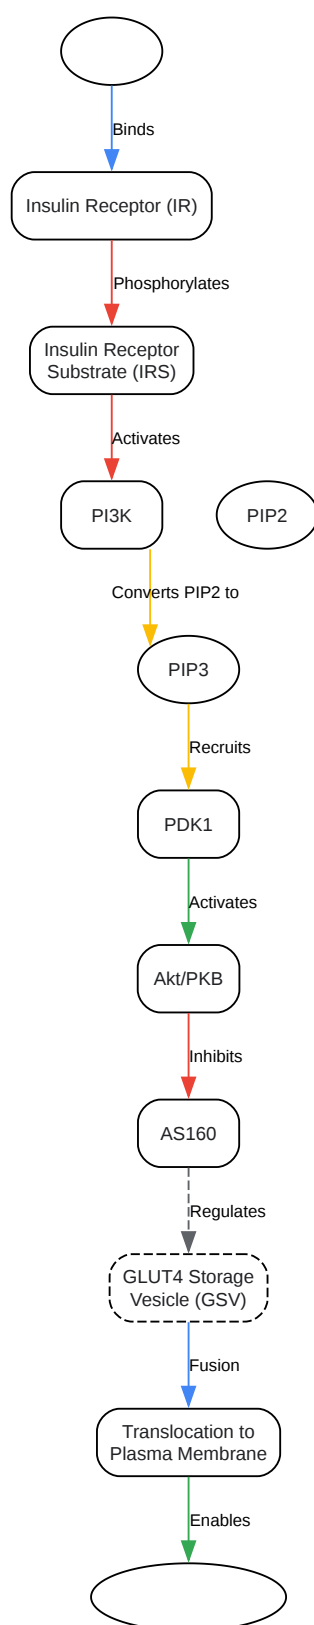 Binds
Insulin Receptor (IR)
Phosphorylates
Insulin Receptor
Substrate (IRS)
Activates
PI3K
PIP2
Converts PIP2 to
PIP3
Recruits
PDK1
Activates
Akt/PKB
Inhibits
AS160
Regulates
GLUT4 Storage
Vesicle (GSV)
Fusion
Translocation to
Plasma Membrane
Enables